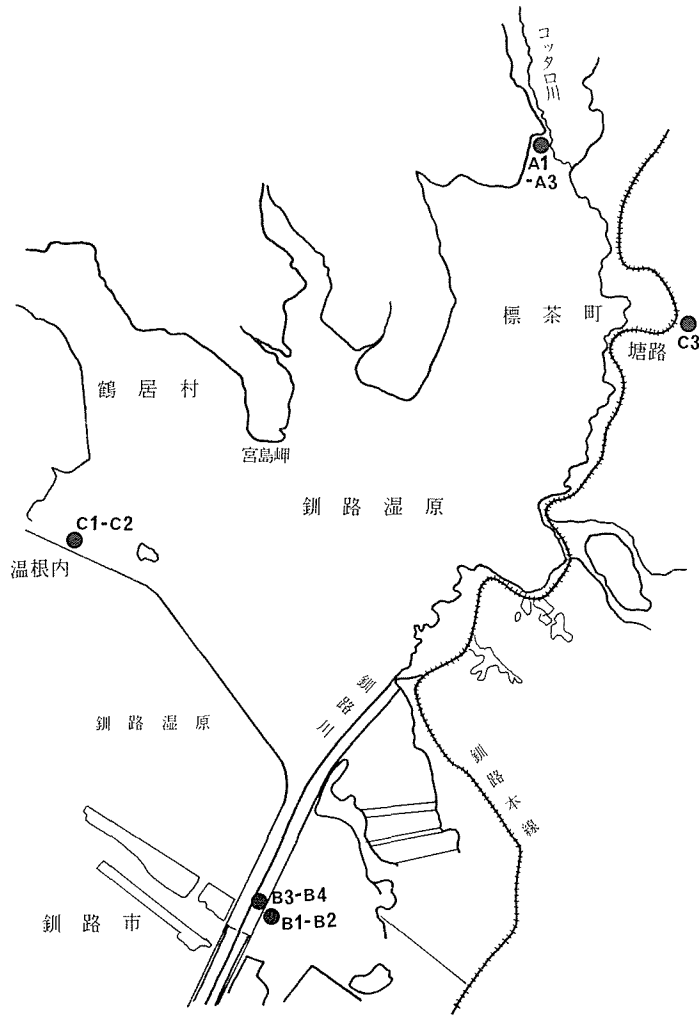 コッタロ川
A1
-A3
標茶町
C3
塘路
鶴居村
宮島岬
釧路湿原
C1-C2
温根内
釧路川
釧路湿原
釧路本線
B3-B4
B1-B2
釧路市